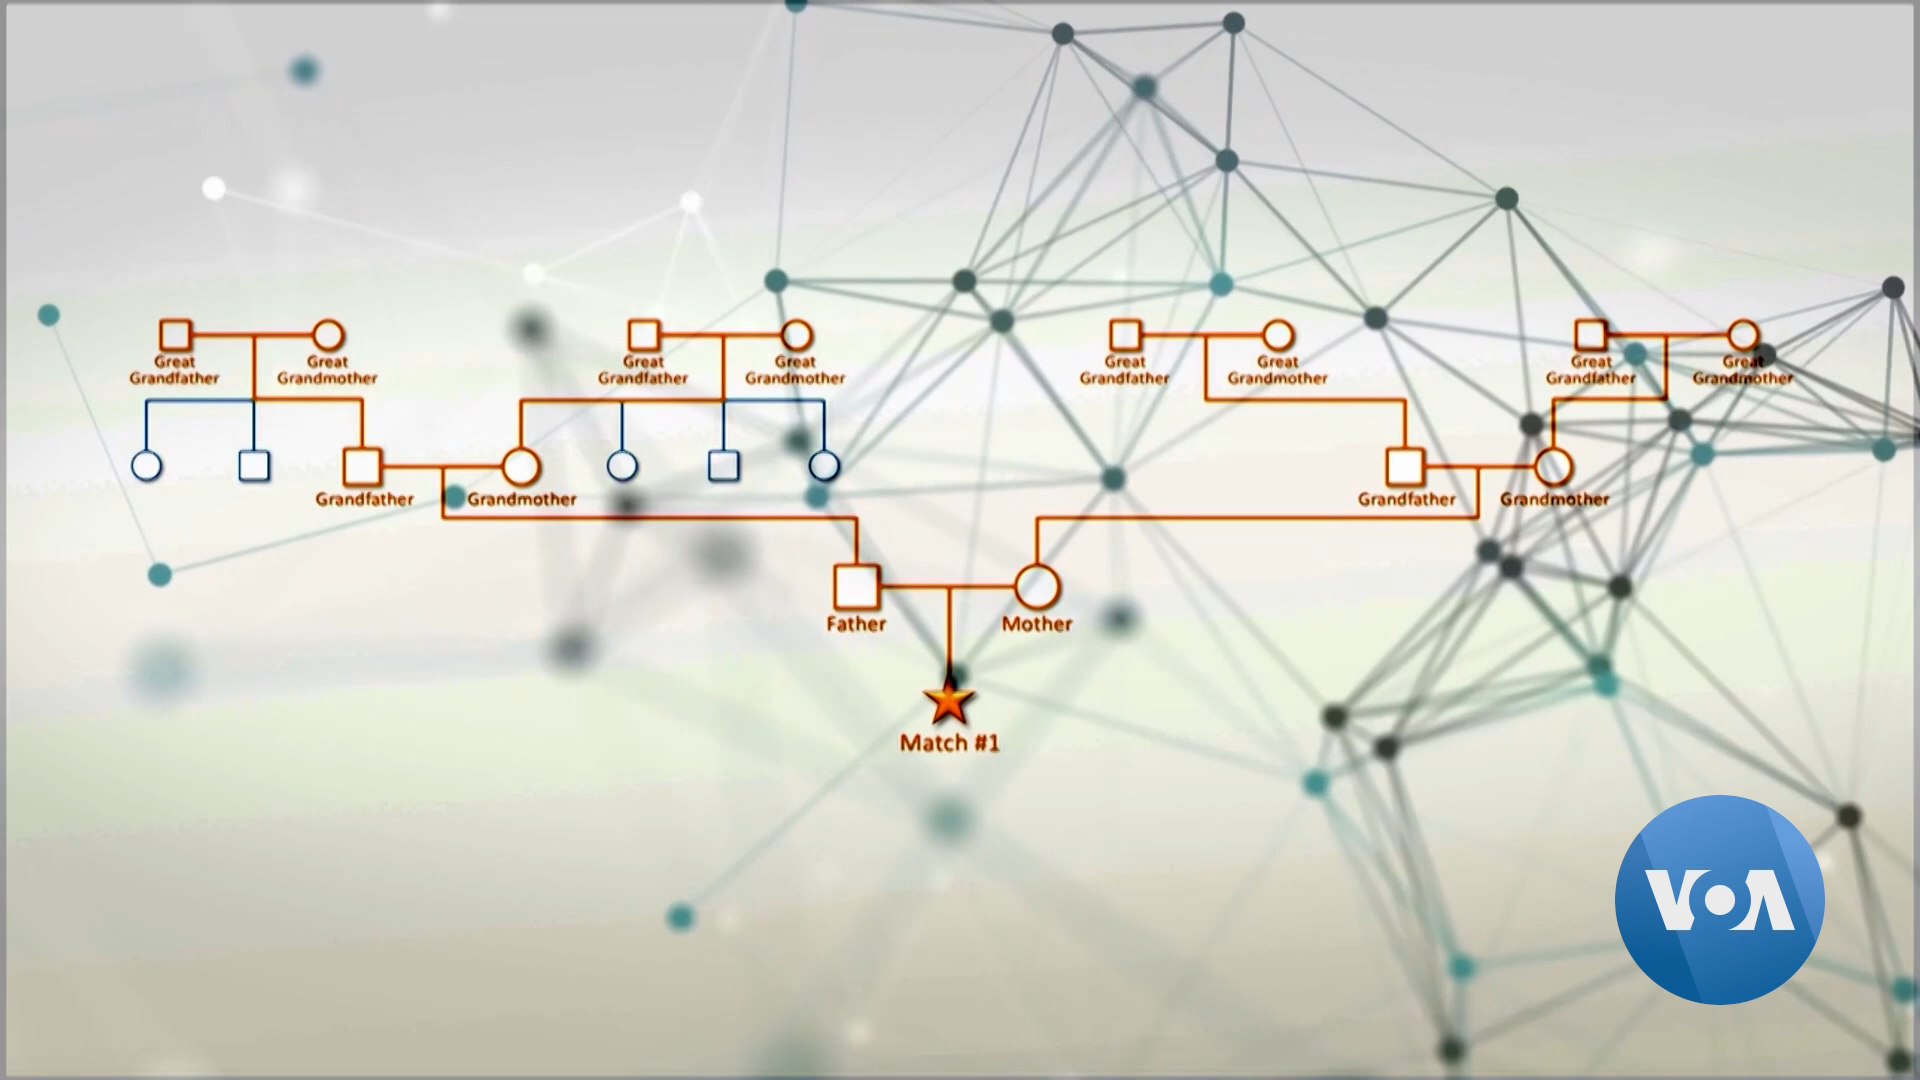 Great
Grandfather
Great
Grandmother
Great
Grandfather
Great
Grandmother
Great
Grandfather
Great
Grandmother
Great
Grandfather
Great
Grandmother
Grandfather
Grandmother
Grandfather
Grandmother
Father
Mother
Match #1
VOA